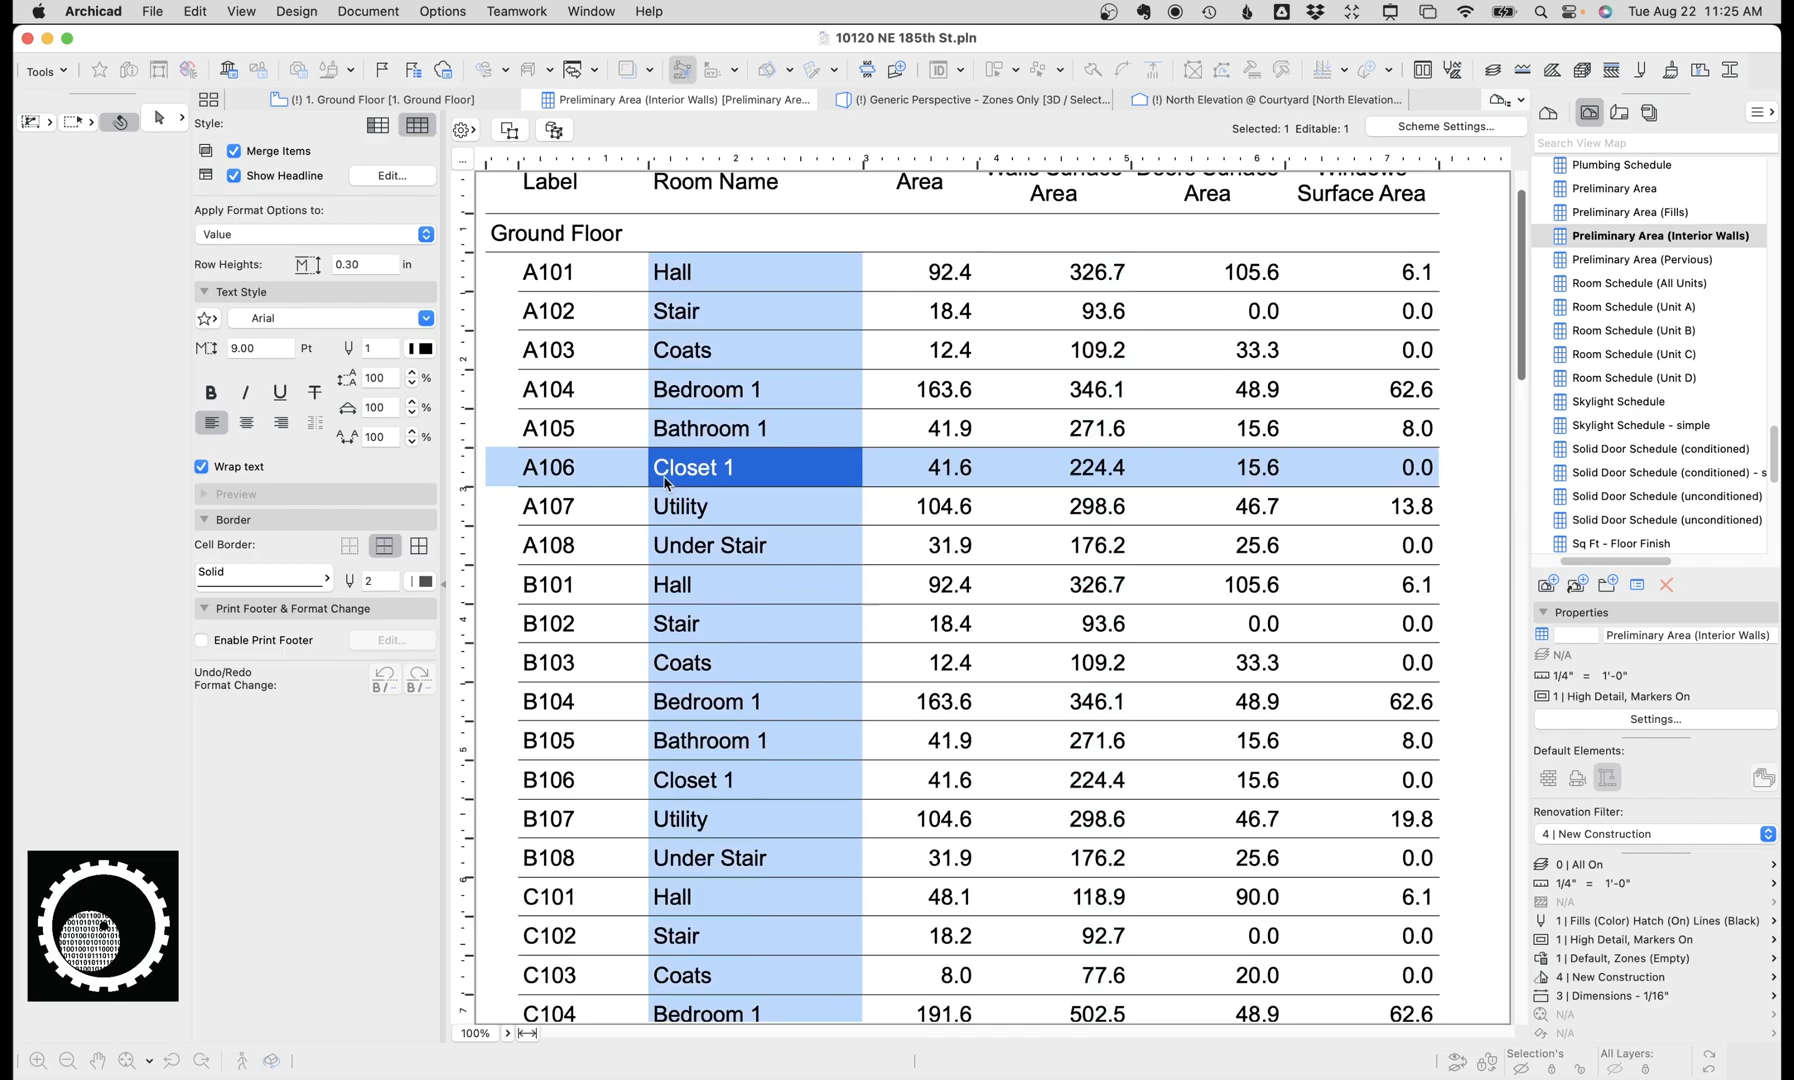 Archicad File Edit View Design Document Options Teamwork Window Help Tue Aug 22 11:25 AM
10120 NE 185th St.pln
Tools
(!) 1. Ground Floor [1. Ground Floor] Preliminary Area (Interior Walls) [Preliminary Are... (!) Generic Perspective - Zones Only [3D / Select... (!) North Elevation @ Courtyard [North Elevation...
Style:
Merge Items
Show Headline Edit...
Apply Format Options to:
Value
Row Heights: 0.30 in
Text Style
Arial
9.00 Pt 1
100 %
B I U T
100 %
100 %
Wrap text
Preview
Border
Cell Border:
Solid 2
Print Footer & Format Change
Enable Print Footer Edit...
Undo/Redo
Format Change:
Selected: 1 Editable: 1 Scheme Settings...
1 2 3 4 5 6 7
Label Room Name Area Walls Surface Area Doors Surface Area Windows Surface Area
Ground Floor
A101 Hall 92.4 326.7 105.6 6.1
A102 Stair 18.4 93.6 0.0 0.0
A103 Coats 12.4 109.2 33.3 0.0
A104 Bedroom 1 163.6 346.1 48.9 62.6
A105 Bathroom 1 41.9 271.6 15.6 8.0
A106 Closet 1 41.6 224.4 15.6 0.0
A107 Utility 104.6 298.6 46.7 13.8
A108 Under Stair 31.9 176.2 25.6 0.0
B101 Hall 92.4 326.7 105.6 6.1
B102 Stair 18.4 93.6 0.0 0.0
B103 Coats 12.4 109.2 33.3 0.0
B104 Bedroom 1 163.6 346.1 48.9 62.6
B105 Bathroom 1 41.9 271.6 15.6 8.0
B106 Closet 1 41.6 224.4 15.6 0.0
B107 Utility 104.6 298.6 46.7 19.8
B108 Under Stair 31.9 176.2 25.6 0.0
C101 Hall 48.1 118.9 90.0 6.1
C102 Stair 18.2 92.7 0.0 0.0
C103 Coats 8.0 77.6 20.0 0.0
C104 Bedroom 1 191.6 502.5 48.9 62.6
100%
Search View Map
Plumbing Schedule
Preliminary Area
Preliminary Area (Fills)
Preliminary Area (Interior Walls)
Preliminary Area (Pervious)
Room Schedule (All Units)
Room Schedule (Unit A)
Room Schedule (Unit B)
Room Schedule (Unit C)
Room Schedule (Unit D)
Skylight Schedule
Skylight Schedule - simple
Solid Door Schedule (conditioned)
Solid Door Schedule (conditioned) - s
Solid Door Schedule (unconditioned)
Solid Door Schedule (unconditioned)
Sq Ft - Floor Finish
Properties
Preliminary Area (Interior Walls)
N/A
1/4" = 1'-0"
1 | High Detail, Markers On
Settings...
Default Elements:
Renovation Filter:
4 | New Construction
0 | All On
1/4" = 1'-0"
N/A
1 | Fills (Color) Hatch (On) Lines (Black)
1 | High Detail, Markers On
1 | Default, Zones (Empty)
4 | New Construction
3 | Dimensions - 1/16"
N/A
N/A
Selection's All Layers: